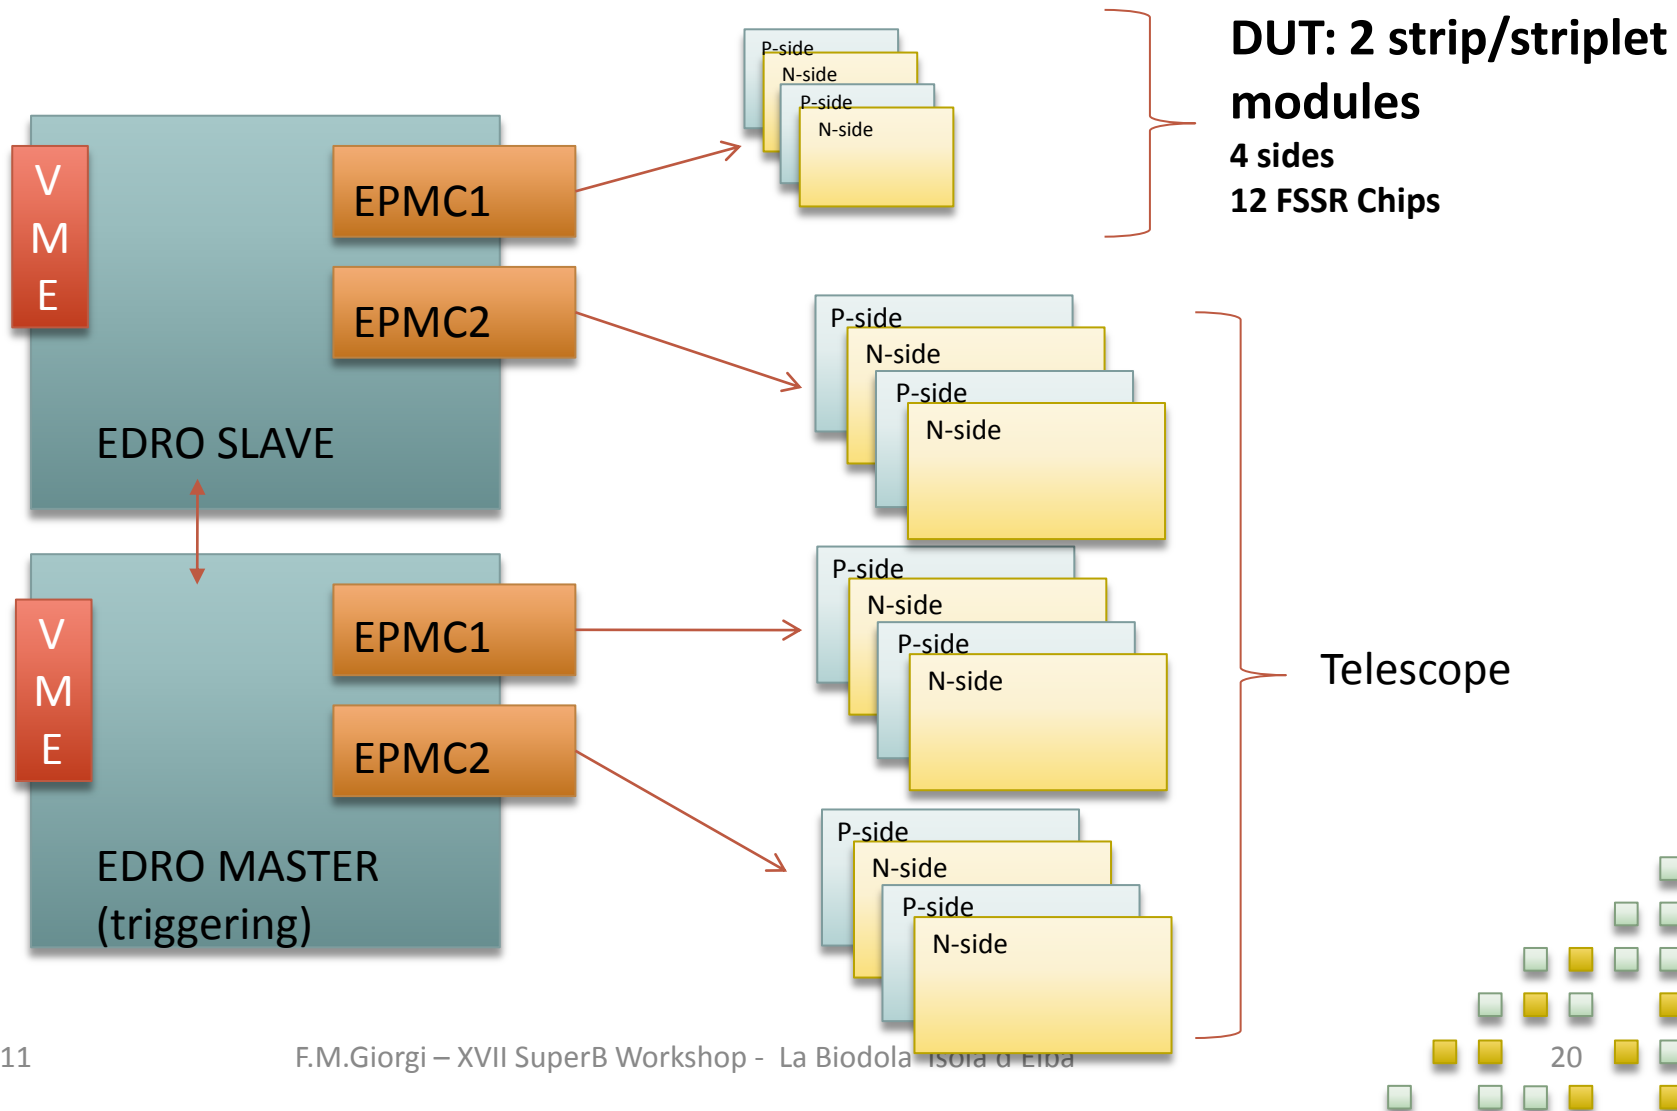 DUT: 2 strip/striplet
modules
4 sides
12 FSSR Chips
P-side
N-side
P-side
N-side
V
M
E
EPMC1
EPMC2
EDRO SLAVE
P-side
N-side
P-side
N-side
V
M
E
EPMC1
EPMC2
EDRO MASTER
(triggering)
P-side
N-side
P-side
N-side
Telescope
P-side
N-side
P-side
N-side
11
F.M.Giorgi – XVII SuperB Workshop - La Biodola Isola d Elba
20